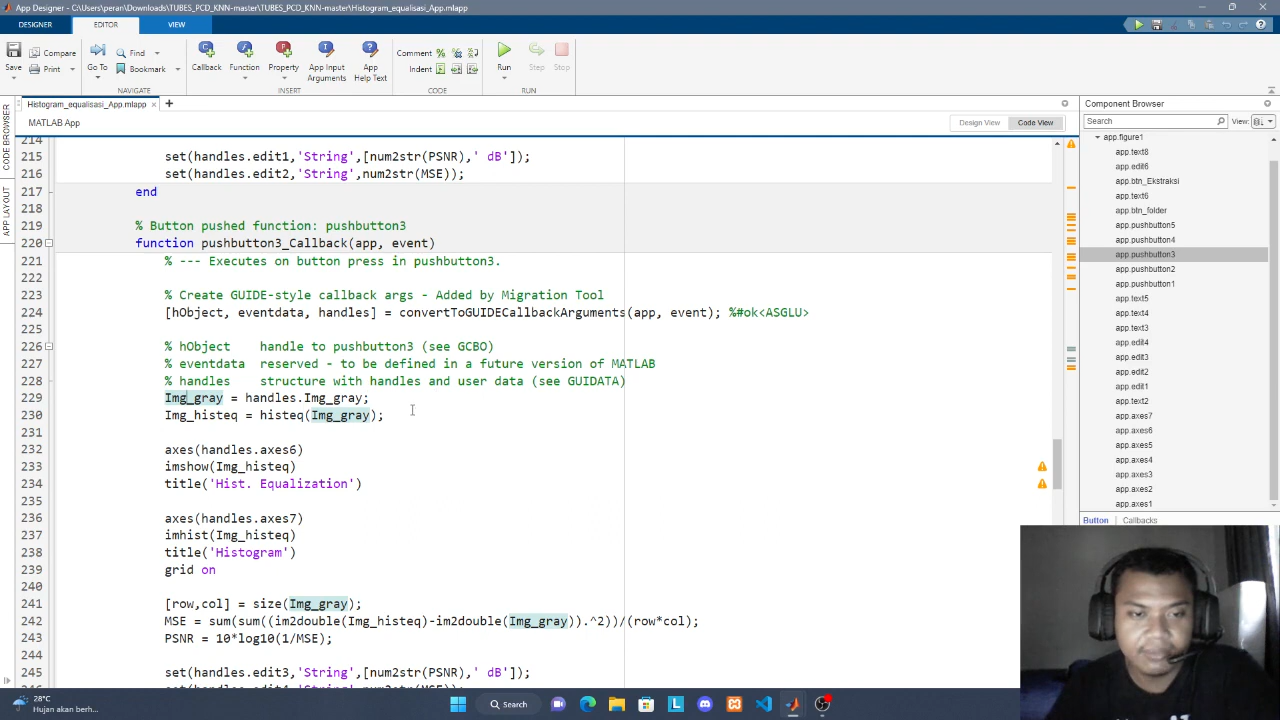 App Designer - C:\Users\peran\Downloads\TUBES_PCD_KNN-master\TUBES_PCD_KNN-master\Histogram_equalisasi_App.mlapp
DESIGNER EDITOR VIEW
Save
Compare
Print
Go To
Find
Bookmark
NAVIGATE
Callback
Function
Property
App Input Arguments
App Help Text
INSERT
Comment
Indent
CODE
Run
Step
Stop
RUN
Histogram_equalisasi_App.mlapp
MATLAB App
Design View Code View
CODE BROWSER
APP LAYOUT
214
215 set(handles.edit1,'String',[num2str(PSNR),' dB']);
216 set(handles.edit2,'String',num2str(MSE));
217 end
218
219 % Button pushed function: pushbutton3
220 function pushbutton3_Callback(app, event)
221 % --- Executes on button press in pushbutton3.
222
223 % Create GUIDE-style callback args - Added by Migration Tool
224 [hObject, eventdata, handles] = convertToGUIDECallbackArguments(app, event); %#ok<ASGLU>
225
226 % hObject    handle to pushbutton3 (see GCBO)
227 % eventdata  reserved - to be defined in a future version of MATLAB
228 % handles    structure with handles and user data (see GUIDATA)
229 Img_gray = handles.Img_gray;
230 Img_histeq = histeq(Img_gray);
231
232 axes(handles.axes6)
233 imshow(Img_histeq)
234 title('Hist. Equalization')
235
236 axes(handles.axes7)
237 imhist(Img_histeq)
238 title('Histogram')
239 grid on
240
241 [row,col] = size(Img_gray);
242 MSE = sum(sum((im2double(Img_histeq)-im2double(Img_gray)).^2))/(row*col);
243 PSNR = 10*log10(1/MSE);
244
245 set(handles.edit3,'String',[num2str(PSNR),' dB']);
Component Browser
Search
View:
app.figure1
app.text8
app.edit6
app.btn_Ekstraksi
app.text6
app.btn_folder
app.pushbutton5
app.pushbutton4
app.pushbutton3
app.pushbutton2
app.pushbutton1
app.text5
app.text4
app.text3
app.edit4
app.edit3
app.edit2
app.edit1
app.text2
app.axes7
app.axes6
app.axes5
app.axes4
app.axes3
app.axes2
app.axes1
Button Callbacks
28°C
Hujan akan berh...
Search